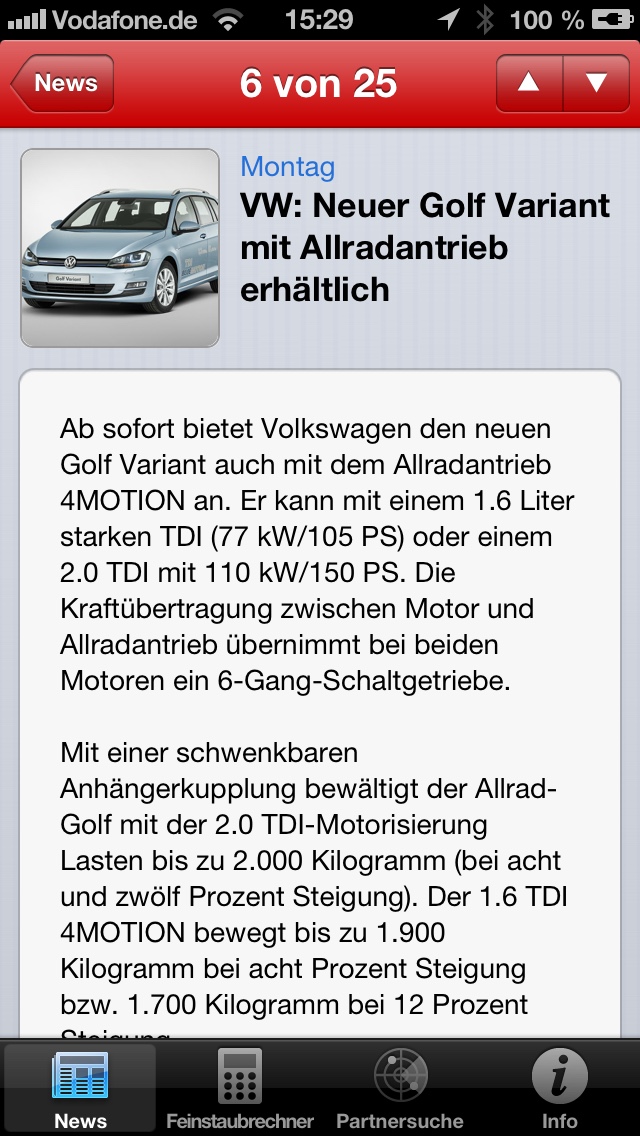 Vodafone.de 15:29 100 %
News 6 von 25
Montag
VW: Neuer Golf Variant
mit Allradantrieb
erhältlich
Golf Variant
Ab sofort bietet Volkswagen den neuen
Golf Variant auch mit dem Allradantrieb
4MOTION an. Er kann mit einem 1.6 Liter
starken TDI (77 kW/105 PS) oder einem
2.0 TDI mit 110 kW/150 PS. Die
Kraftübertragung zwischen Motor und
Allradantrieb übernimmt bei beiden
Motoren ein 6-Gang-Schaltgetriebe.
Mit einer schwenkbaren
Anhängerkupplung bewältigt der Allrad-
Golf mit der 2.0 TDI-Motorisierung
Lasten bis zu 2.000 Kilogramm (bei acht
und zwölf Prozent Steigung). Der 1.6 TDI
4MOTION bewegt bis zu 1.900
Kilogramm bei acht Prozent Steigung
bzw. 1.700 Kilogramm bei 12 Prozent
Steigung
News Feinstaubrechner Partnersuche Info